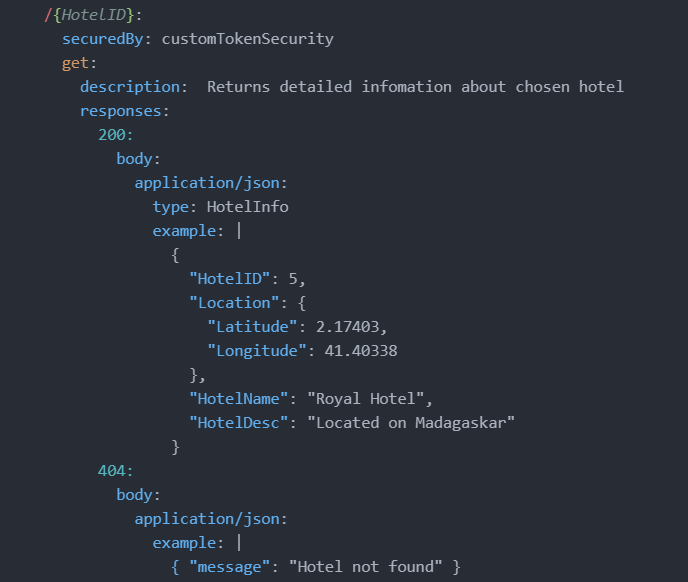 /{HotelID}:
securedBy: customTokenSecurity
get:
description:  Returns detailed infomation about chosen hotel
responses:
200:
body:
application/json:
type: HotelInfo
example: |
{
"HotelID": 5,
"Location": {
"Latitude": 2.17403,
"Longitude": 41.40338
},
"HotelName": "Royal Hotel",
"HotelDesc": "Located on Madagaskar"
}
404:
body:
application/json:
example: |
{ "message": "Hotel not found" }